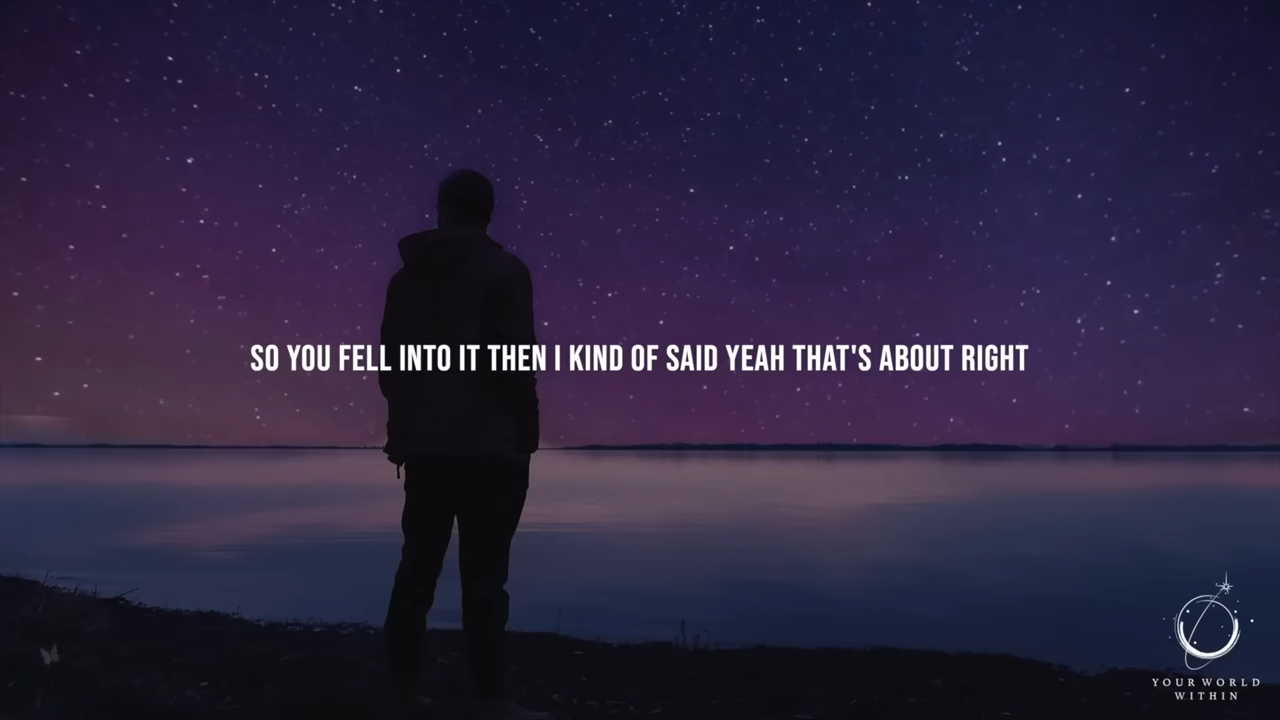 SO YOU FELL INTO IT THEN I KIND OF SAID YEAH THAT'S ABOUT RIGHT
YOUR WORLD
WITHIN